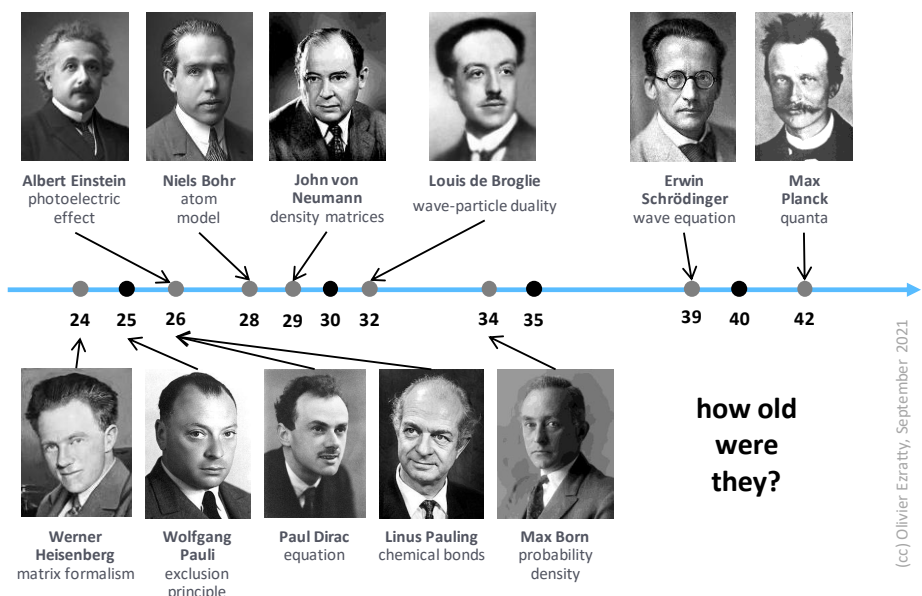 Albert Einstein
photoelectric
effect
Niels Bohr
atom
model
John von
Neumann
density matrices
Louis de Broglie
wave-particle duality
Erwin
Schrödinger
wave equation
Max
Planck
quanta
24 25 26 28 29 30 32 34 35 39 40 42
how old
were
they?
(cc) Olivier Ezratty, September 2021
Werner
Heisenberg
matrix formalism
Wolfgang
Pauli
exclusion
principle
Paul Dirac
equation
Linus Pauling
chemical bonds
Max Born
probability
density